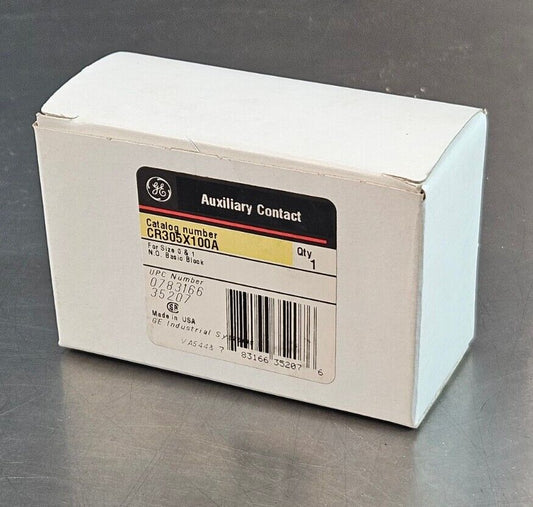 GE
Auxiliary Contact
Catalog number
CR305X100A
Qty
1
For Size 0 & 1
N.O. Basic Block
UPC Number
0783166
35207
Made in USA
GE Industrial Systems
7 83166 35207 6